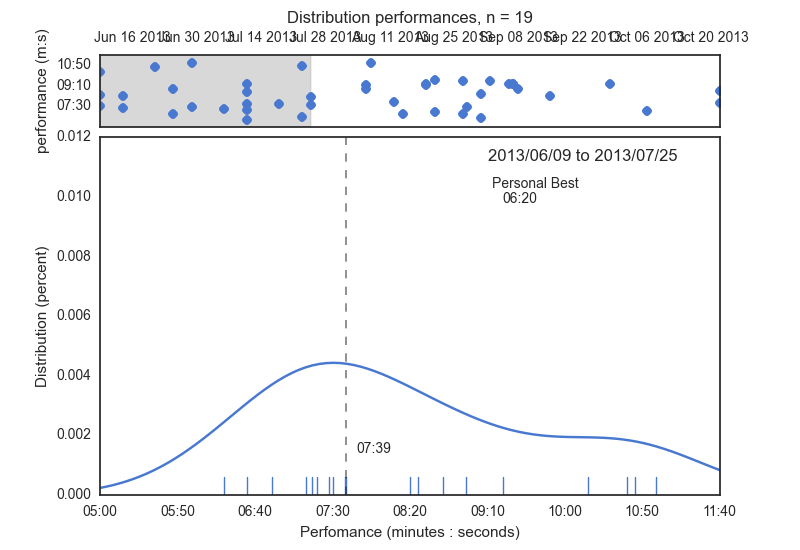 Distribution performances, n = 19
Jun 16 2013 Jun 30 2013 Jul 14 2013 Jul 28 2013 Aug 11 2013 Aug 25 2013 Sep 08 2013 Sep 22 2013 Oct 06 2013 Oct 20 2013
performance (m:s)
10:50
09:10
07:30
0.012
0.010
0.008
0.006
0.004
0.002
0.000
Distribution (percent)
2013/06/09 to 2013/07/25
Personal Best
06:20
07:39
05:00 05:50 06:40 07:30 08:20 09:10 10:00 10:50 11:40
Perfomance (minutes : seconds)